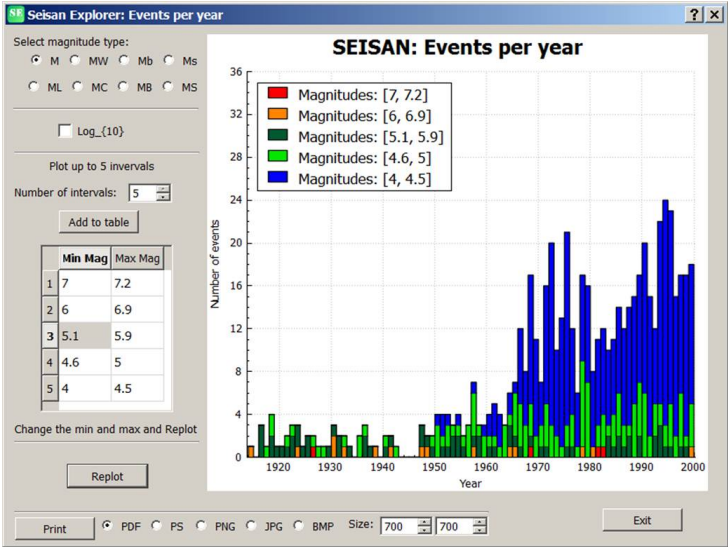 SE Seisan Explorer: Events per year ? X
Select magnitude type:
M MW Mb Ms
ML MC MB MS
Log_{10}
Plot up to 5 invervals
Number of intervals: 5
Add to table
Min Mag Max Mag
1 7 7.2
2 6 6.9
3 5.1 5.9
4 4.6 5
5 4 4.5
Change the min and max and Replot
Replot
SEISAN: Events per year
Magnitudes: [7, 7.2]
Magnitudes: [6, 6.9]
Magnitudes: [5.1, 5.9]
Magnitudes: [4.6, 5]
Magnitudes: [4, 4.5]
Number of events
36
32
28
24
20
16
12
8
4
0
1920 1930 1940 1950 1960 1970 1980 1990 2000
Year
Print PDF PS PNG JPG BMP Size: 700 700 Exit